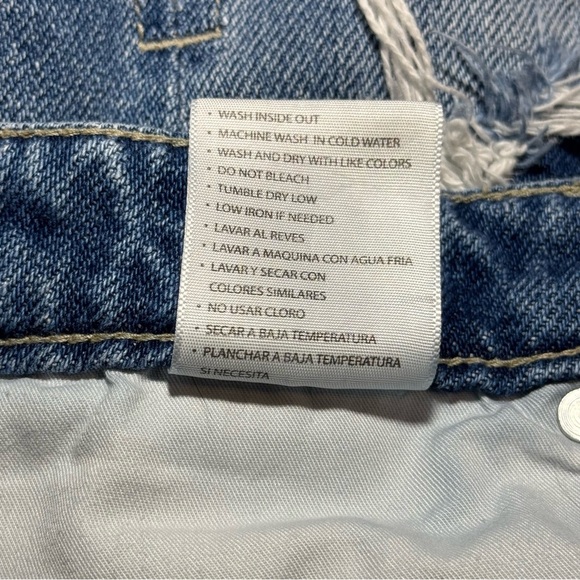 • WASH INSIDE OUT
• MACHINE WASH IN COLD WATER
• WASH AND DRY WITH LIKE COLORS
• DO NOT BLEACH
• TUMBLE DRY LOW
• LOW IRON IF NEEDED
• LAVAR AL REVES
• LAVAR A MAQUINA CON AGUA FRIA
• LAVAR Y SECAR CON
COLORES SIMILARES
• NO USAR CLORO
• SECAR A BAJA TEMPERATURA
• PLANCHAR A BAJA TEMPERATURA
SI NECESITA